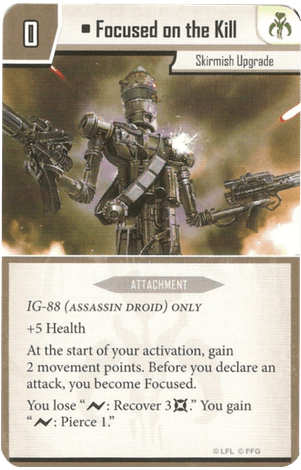 0
▪ Focused on the Kill
Skirmish Upgrade
ATTACHMENT
IG-88 (ASSASSIN DROID) ONLY
+5 Health
At the start of your activation, gain
2 movement points. Before you declare an
attack, you become Focused.
You lose “: Recover 3.” You gain
“: Pierce 1.”
© LFL © FFG